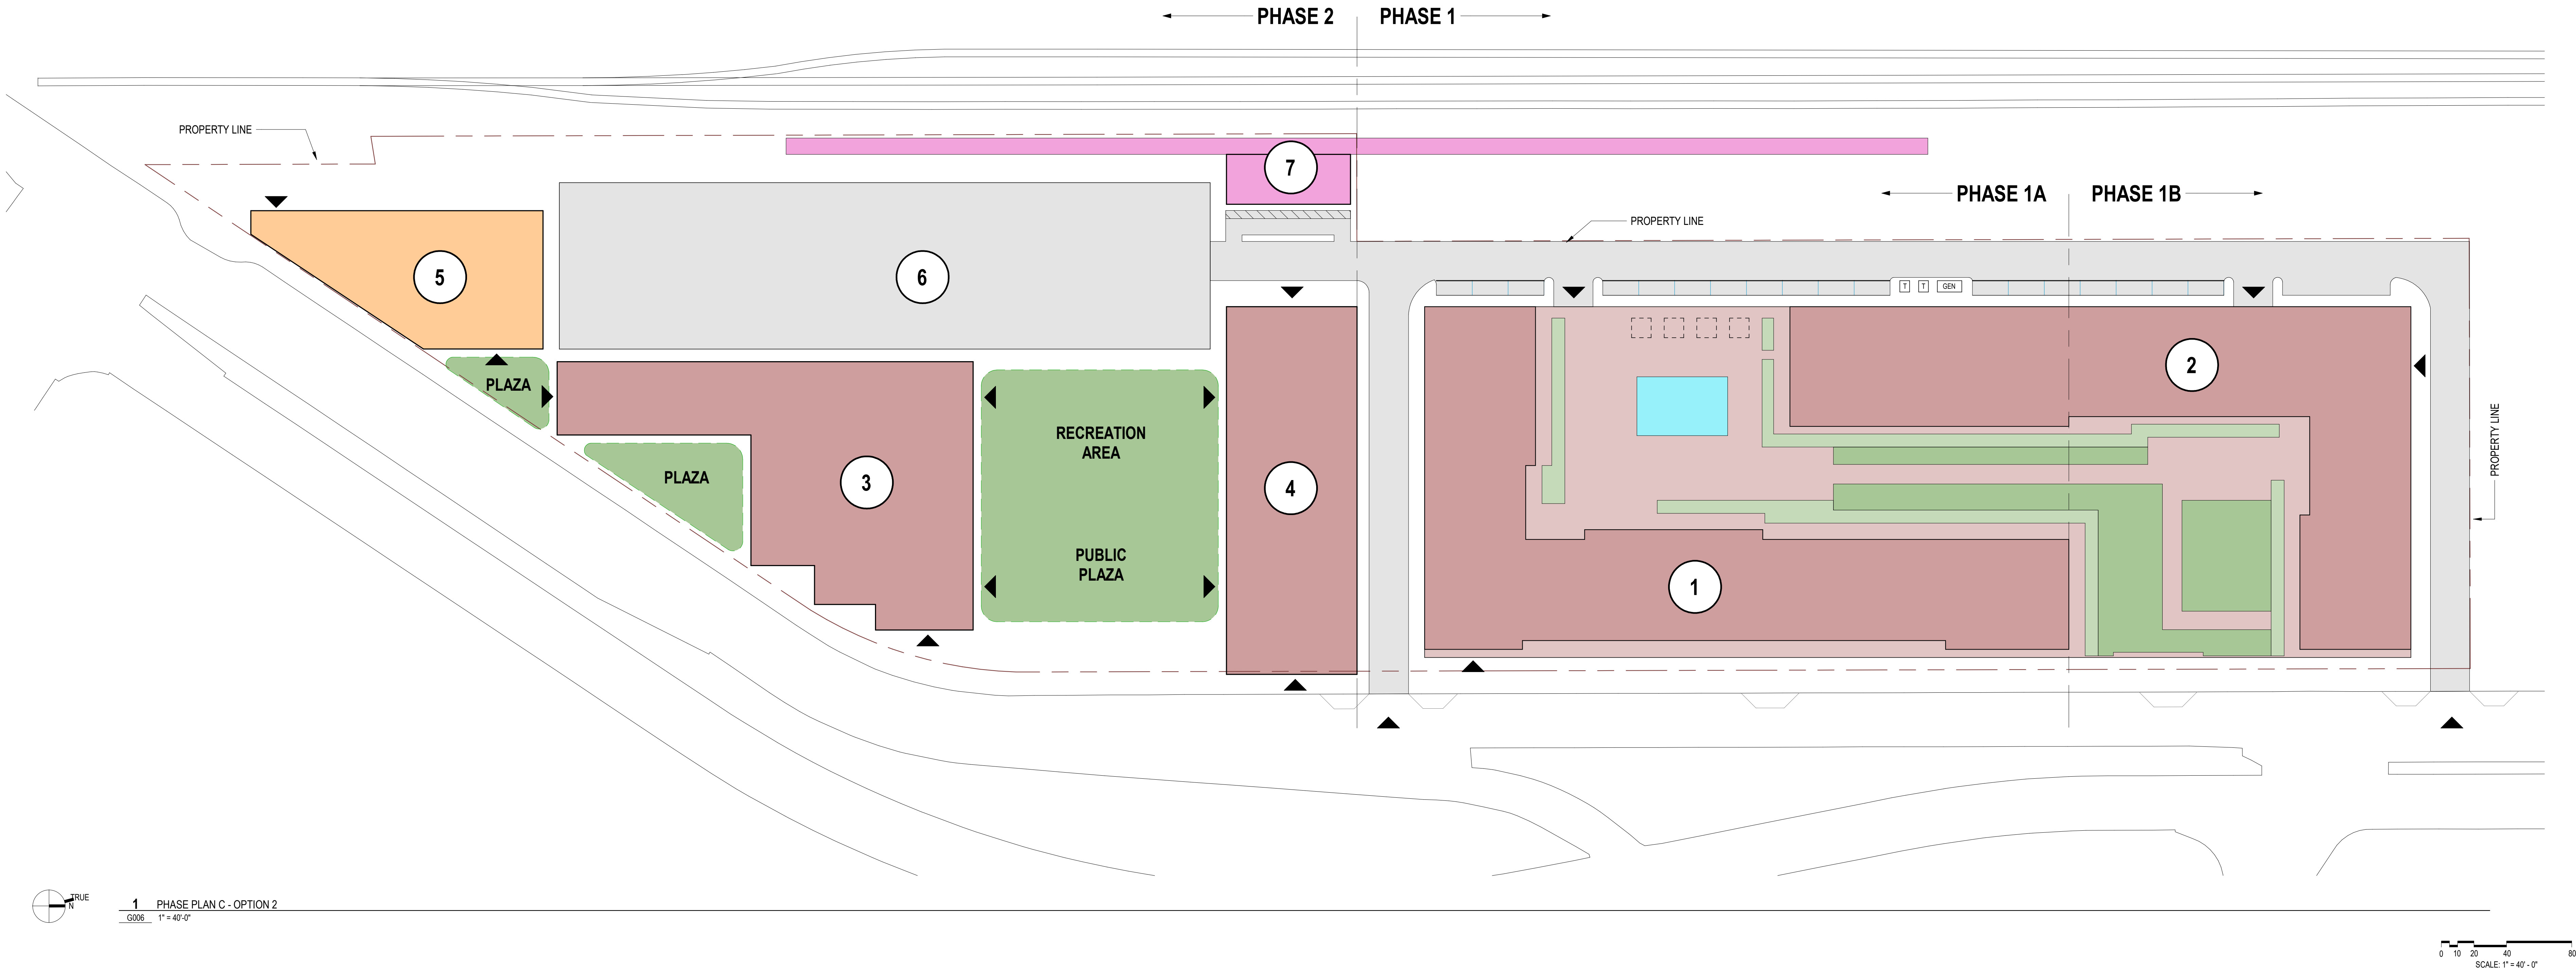 PHASE 2 PHASE 1
PROPERTY LINE
7
PHASE 1A PHASE 1B
PROPERTY LINE
5
6
T T GEN
2
PLAZA
RECREATION
AREA
PROPERTY LINE
PLAZA
3
4
PUBLIC
PLAZA
1
TRUE
N
1 PHASE PLAN C - OPTION 2
G006 1" = 40'-0"
0 10 20 40 80
SCALE: 1" = 40' - 0"